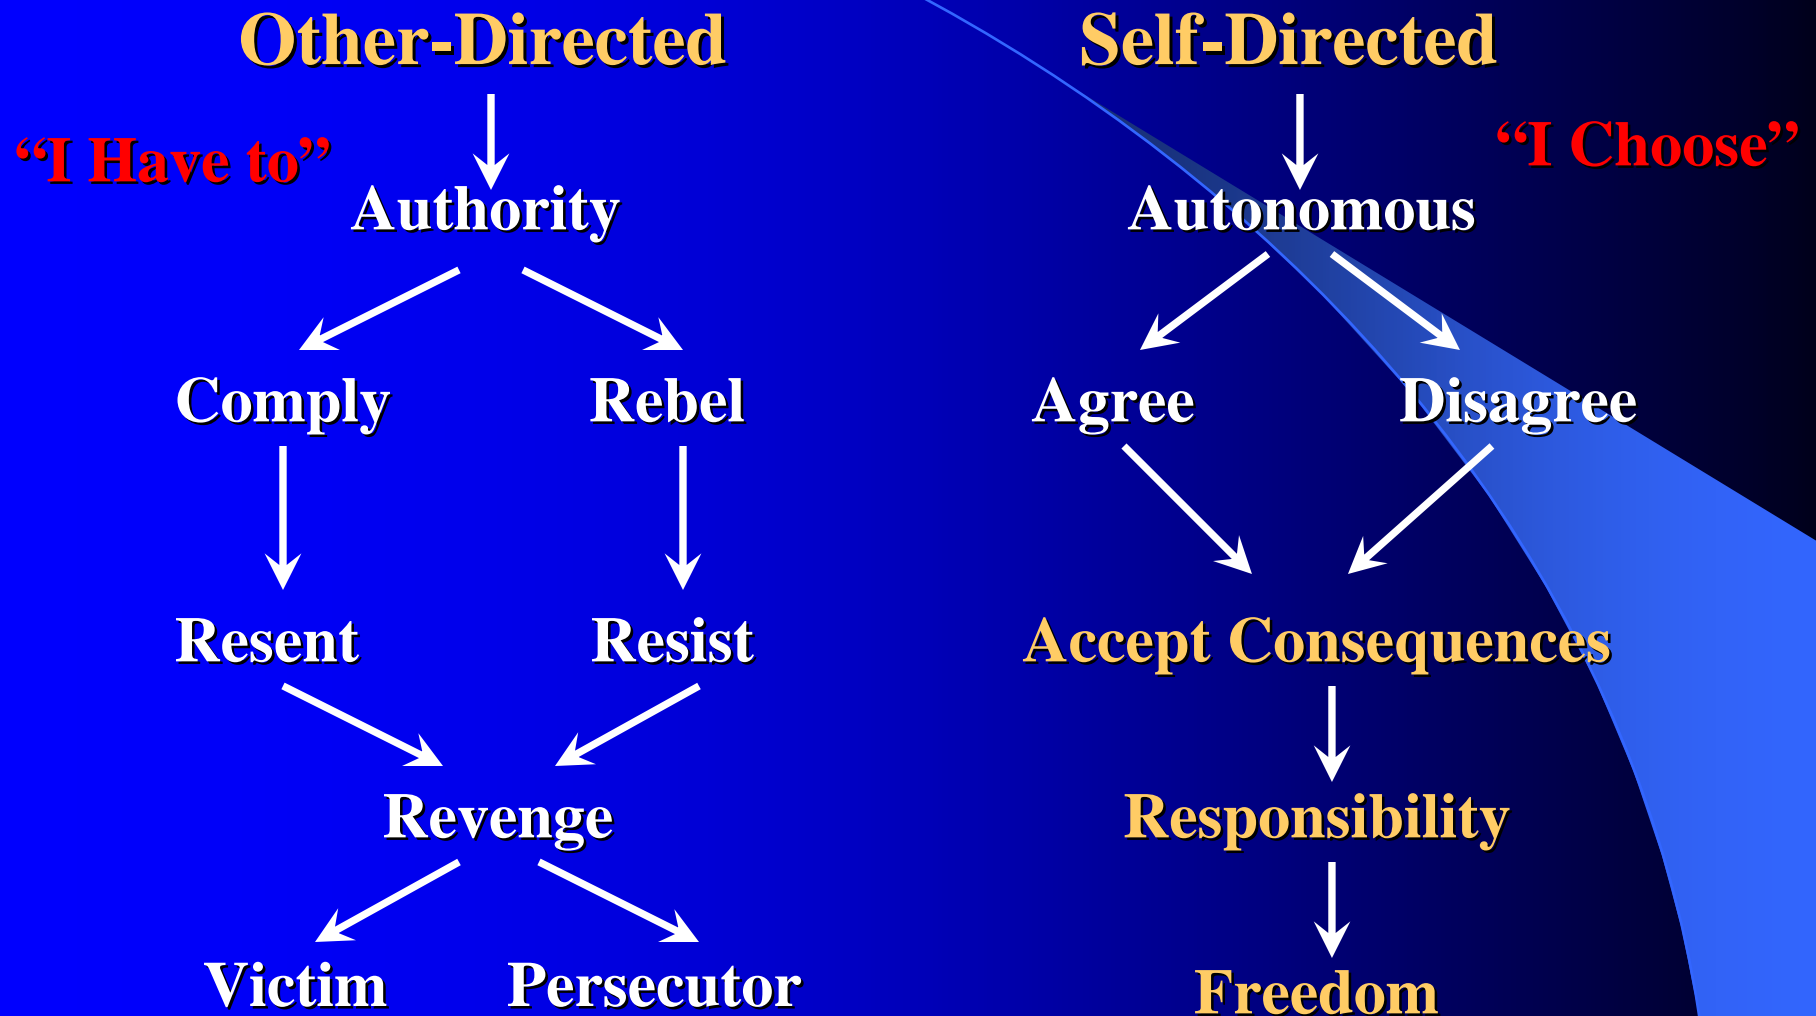 Other-Directed
Self-Directed
“I Have to”
“I Choose”
Authority
Autonomous
Comply
Rebel
Agree
Disagree
Resent
Resist
Accept Consequences
Revenge
Responsibility
Victim
Persecutor
Freedom